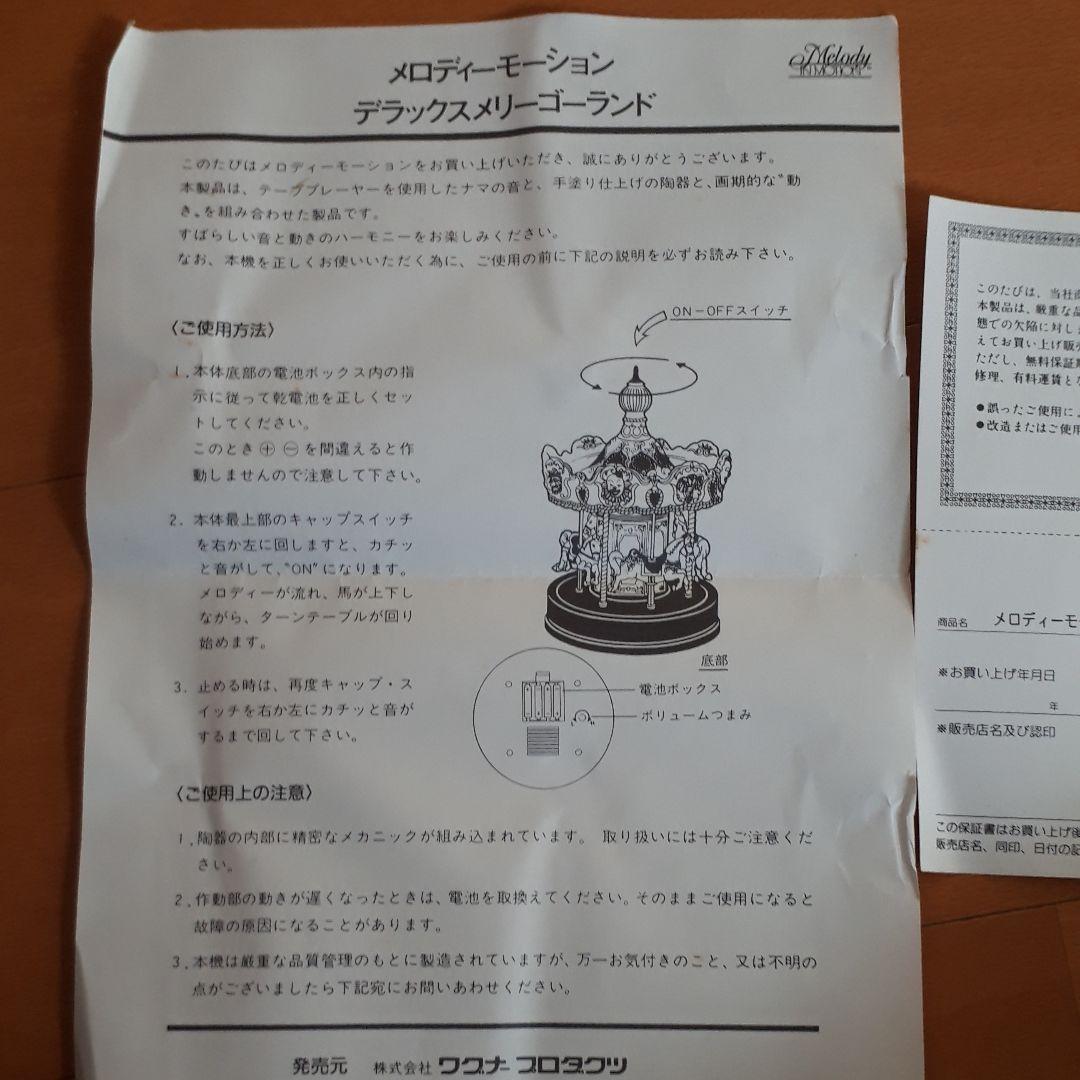 メロディーモーション
デラックスメリーゴーランド
Melody
IN MOTION
このたびはメロディーモーションをお買い上げいただき、誠にありがとうございます。
本製品は、テーププレーヤーを使用したナマの音と、手塗り仕上げの陶器と、画期的な〝動
き〟を組み合わせた製品です。
すばらしい音と動きのハーモニーをお楽しみください。
なお、本機を正しくお使いいただく為に、ご使用の前に下記の説明を必ずお読み下さい。
〈ご使用方法〉
1. 本体底部の電池ボックス内の指
示に従って乾電池を正しくセッ
トしてください。
このとき⊕⊖を間違えると作
動しませんので注意して下さい。
2. 本体最上部のキャップスイッチ
を右か左に回しますと、カチッ
と音がして、〝ON〟になります。
メロディーが流れ、馬が上下し
ながら、ターンテーブルが回り
始めます。
3. 止める時は、再度キャップ・ス
イッチを右か左にカチッと音が
するまで回して下さい。
ON-OFFスイッチ
底部
電池ボックス
ボリュームつまみ
〈ご使用上の注意〉
1. 陶器の内部に精密なメカニックが組み込まれています。 取り扱いには十分ご注意くだ
さい。
2. 作動部の動きが遅くなったときは、電池を取換えてください。そのままご使用になると
故障の原因になることがあります。
3. 本機は厳重な品質管理のもとに製造されていますが、万一お気付きのこと、又は不明の
点がございましたら下記宛にお問いあわせください。
発売元 株式会社 ワグナー プロダクツ
このたびは、当社
本製品は、厳重な品
態での欠陥に対し
えてお買い上げ販
ただし、無料保証
修理、有料運賃と
●誤ったご使用に
●改造またはご使用
商品名 メロディーモ
※お買い上げ年月日
年
※販売店名及び認印
この保証書はお買い上げ後
販売店名、同印、日付の記